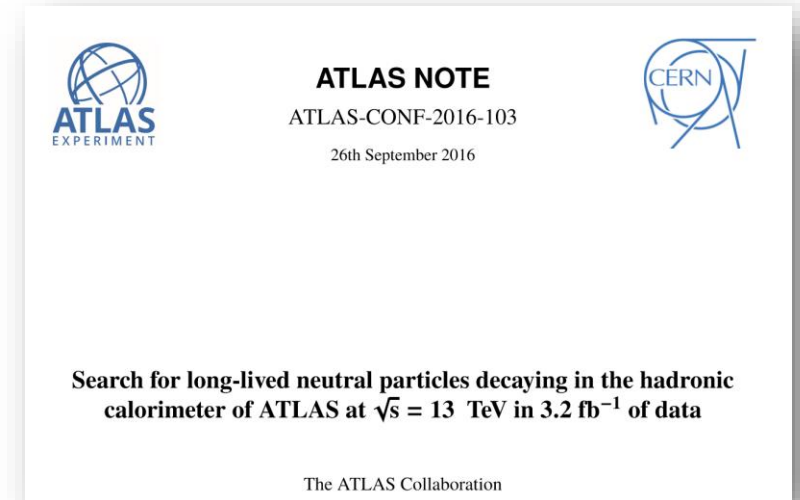 ATLAS
EXPERIMENT
ATLAS NOTE
ATLAS-CONF-2016-103
26th September 2016
CERN
Search for long-lived neutral particles decaying in the hadronic
calorimeter of ATLAS at √s = 13 TeV in 3.2 fb⁻¹ of data
The ATLAS Collaboration